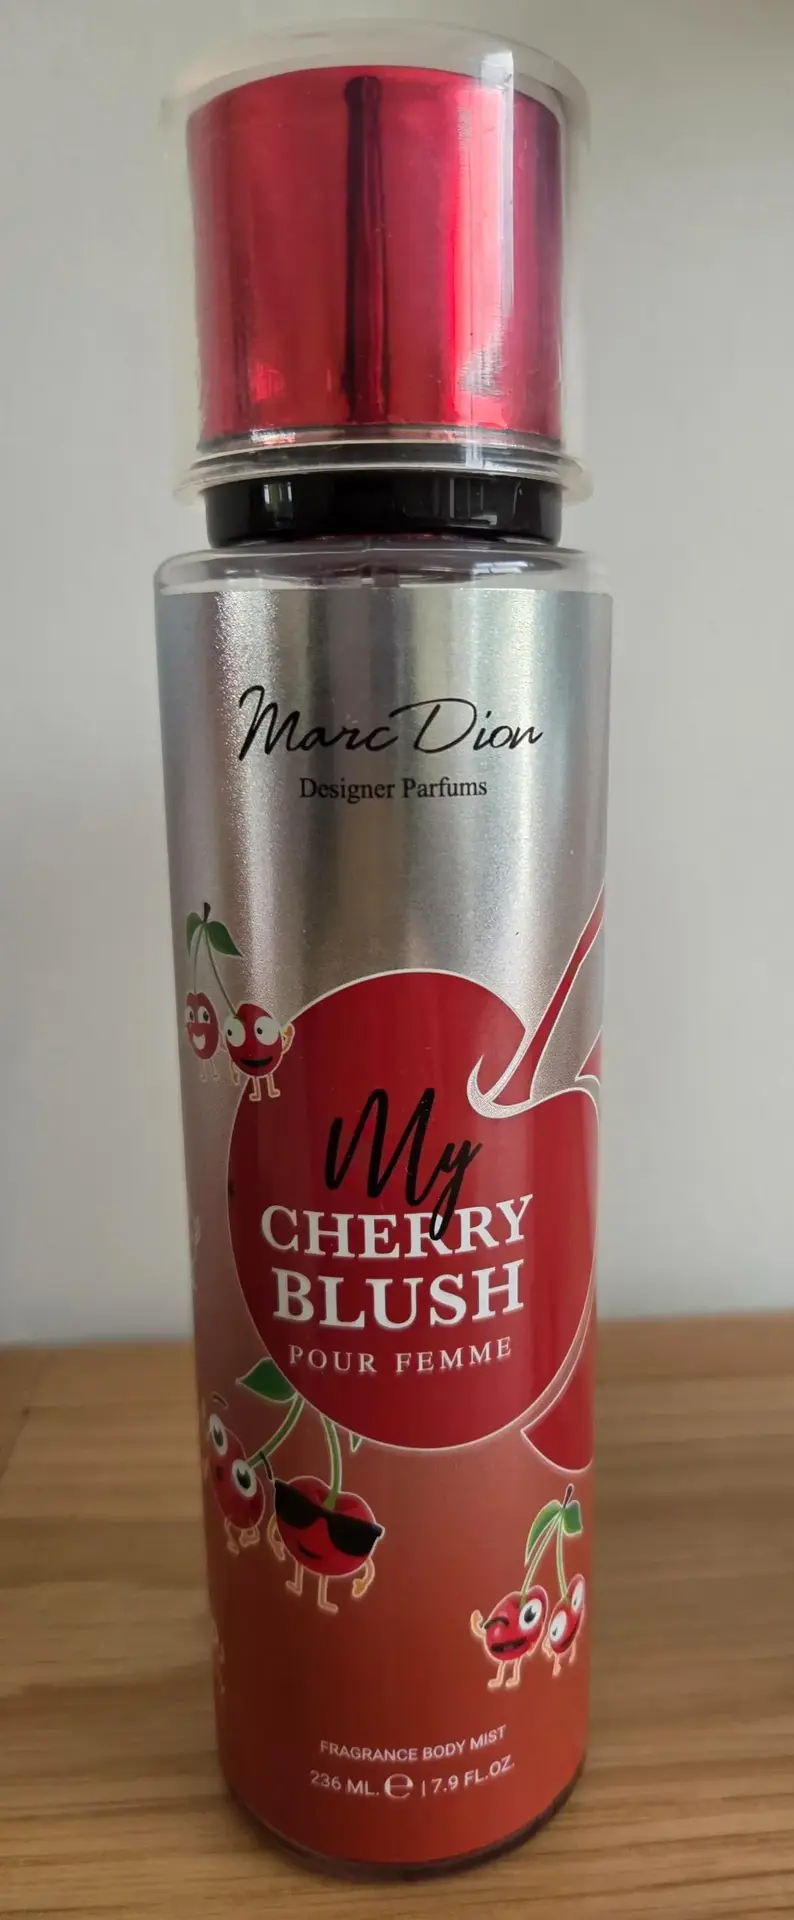 Marc Dion
Designer Parfums
My
CHERRY
BLUSH
POUR FEMME
FRAGRANCE BODY MIST
236 ML. ℮ | 7.9 FL.OZ.